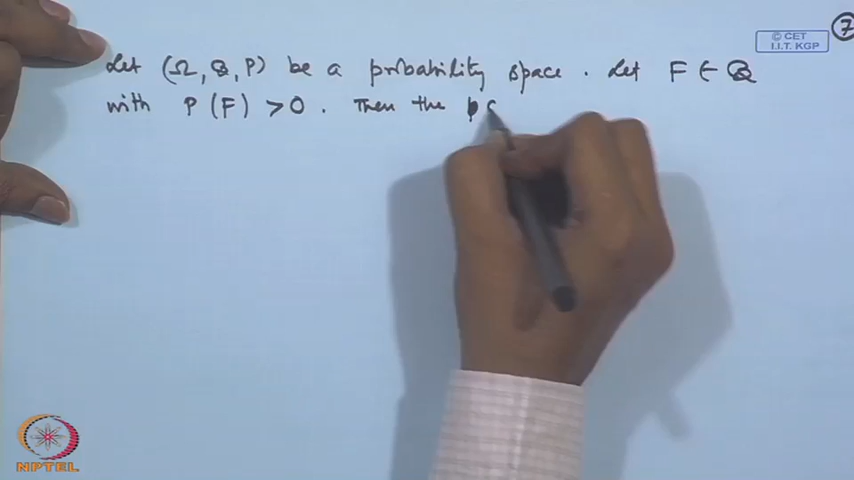 © CET
I.I.T. KGP
7
Let (Ω, B, P) be a probability space. Let F ∈ B
with P(F) > 0. Then the
NPTEL